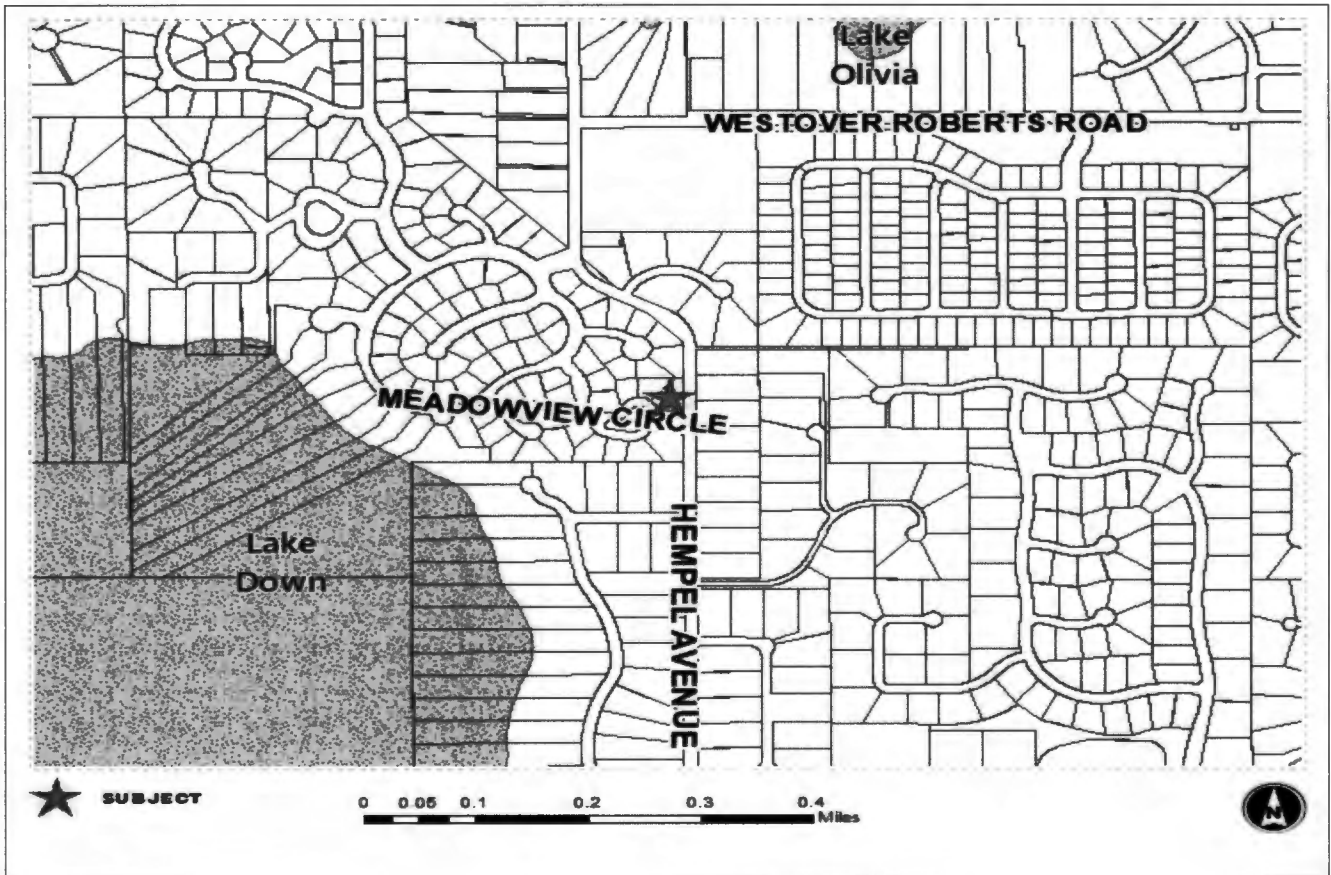 Lake
Olivia
WESTOVER ROBERTS ROAD
MEADOWVIEW CIRCLE
Lake
Down
HEMPEL AVENUE
SUBJECT
0 0.05 0.1 0.2 0.3 0.4
Miles
N